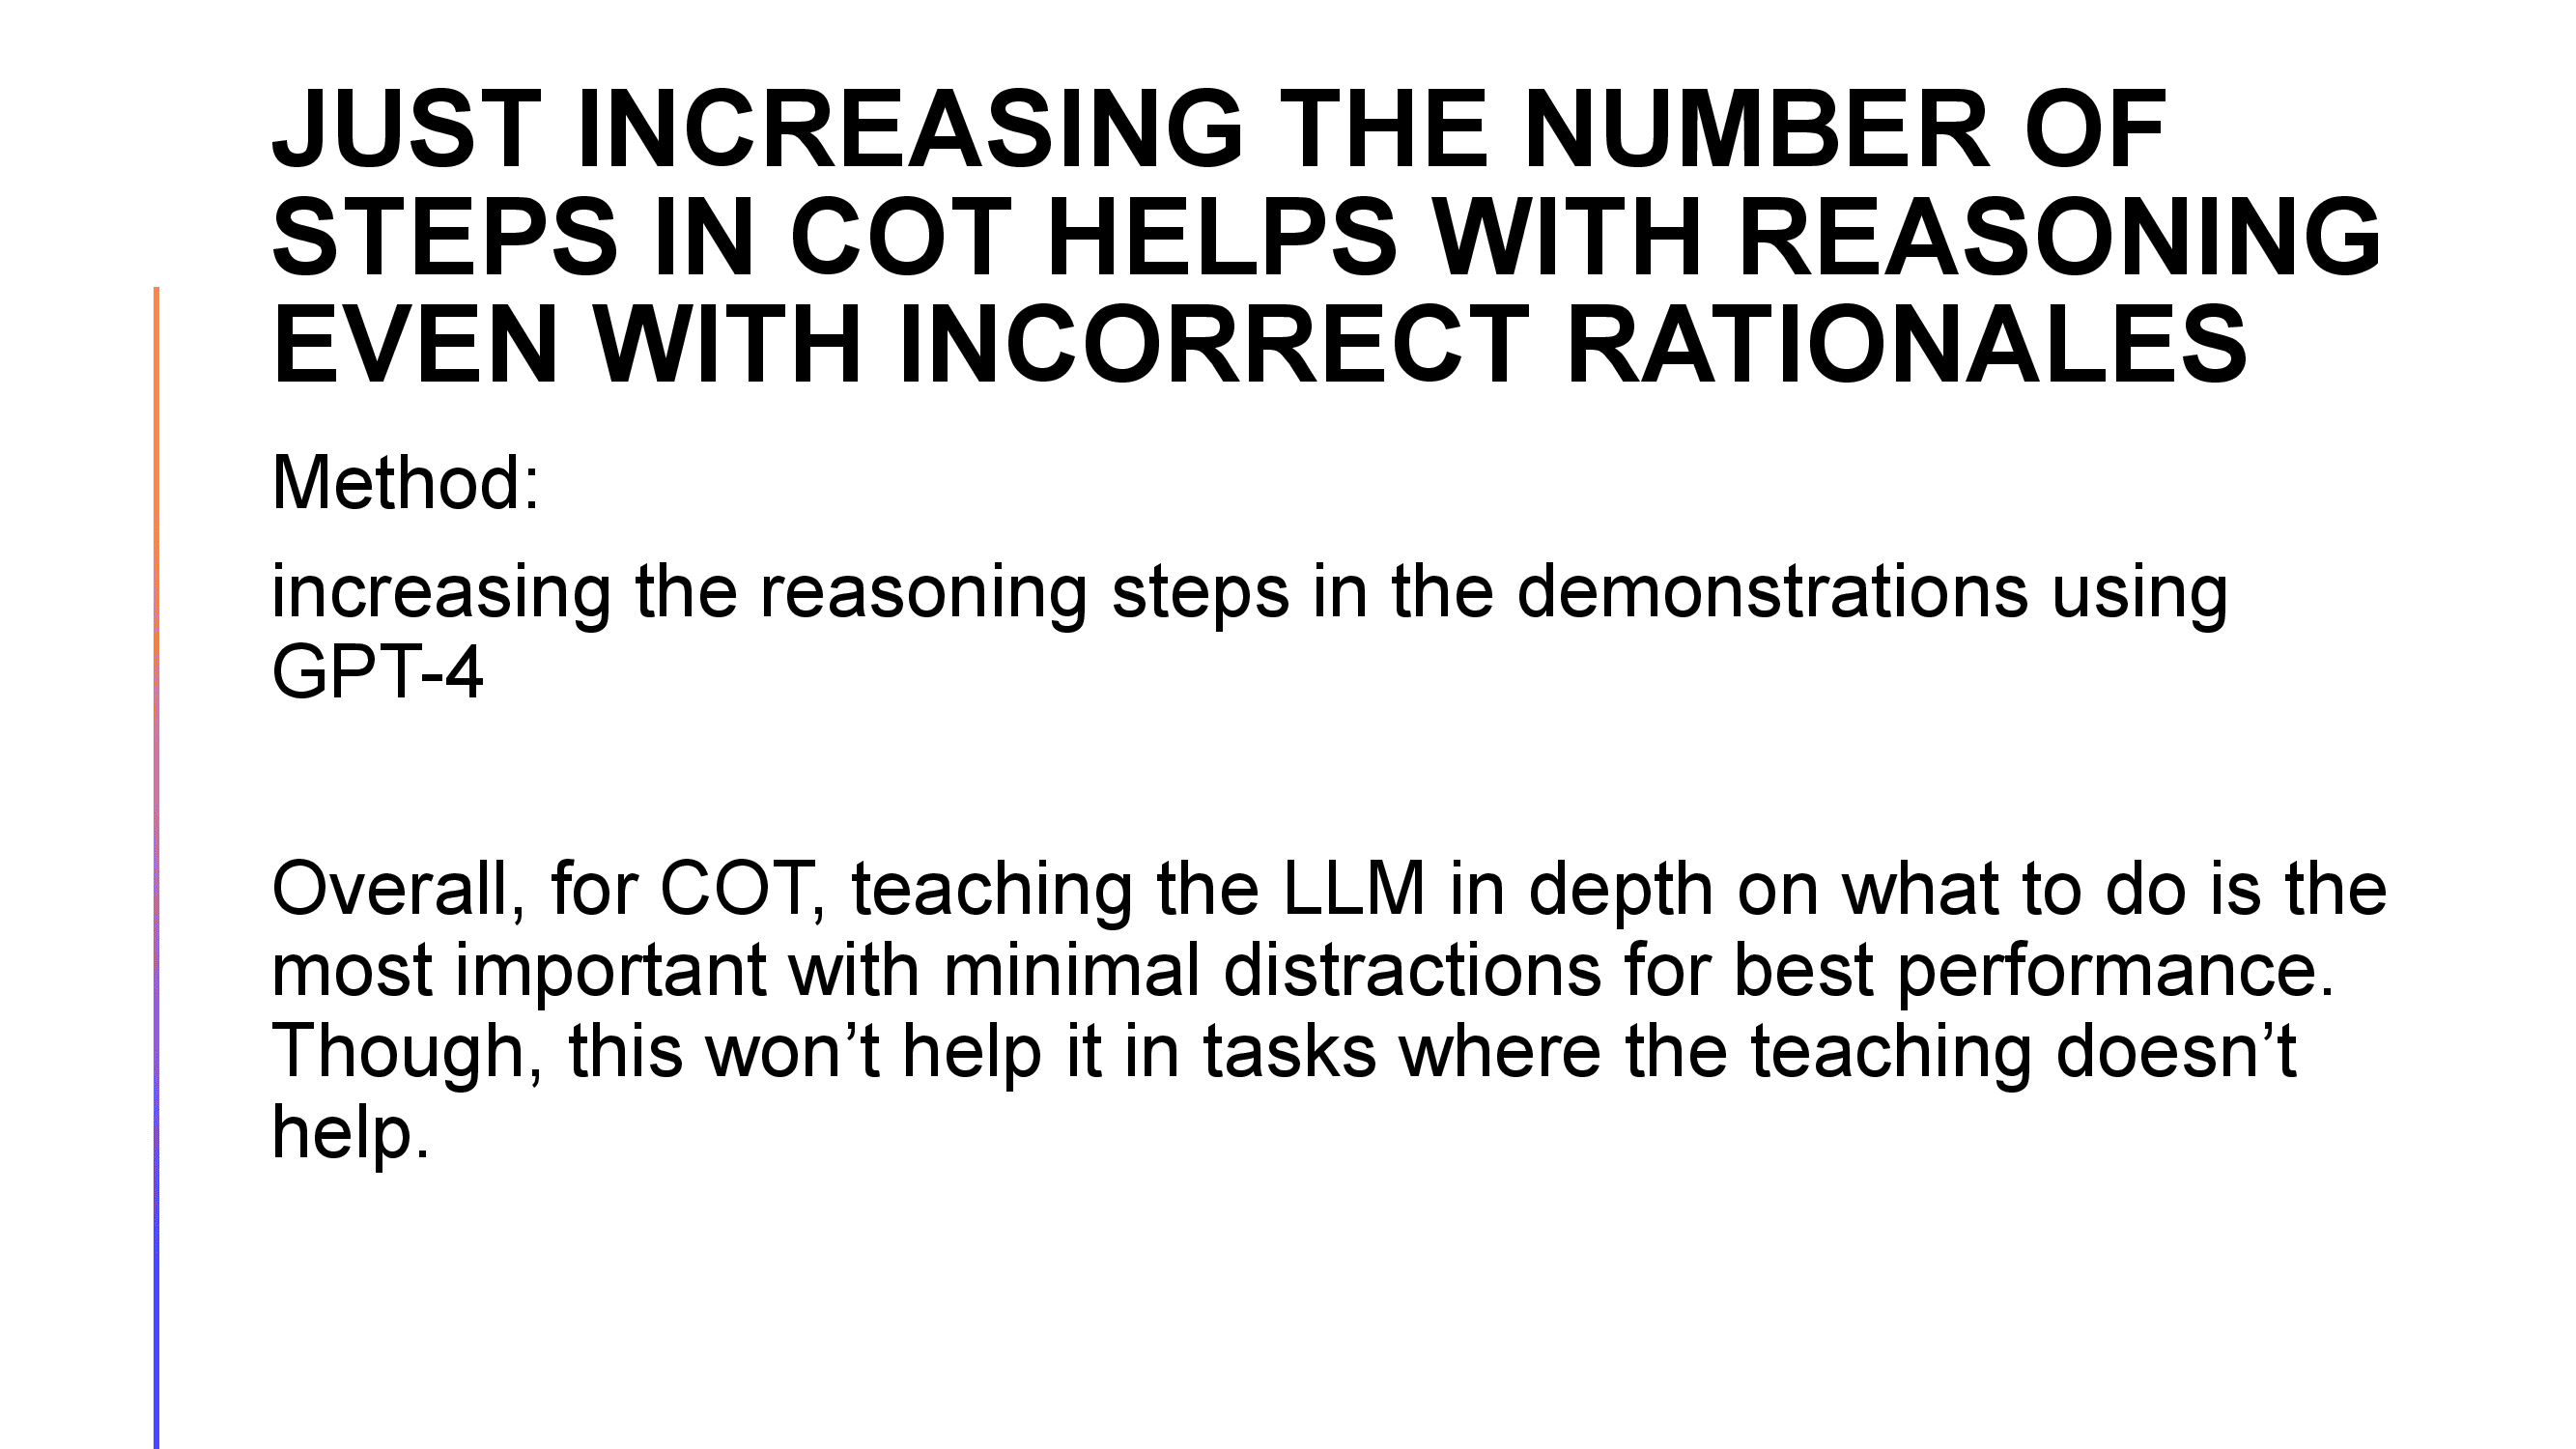 JUST INCREASING THE NUMBER OF
STEPS IN COT HELPS WITH REASONING
EVEN WITH INCORRECT RATIONALES
Method:
increasing the reasoning steps in the demonstrations using
GPT-4
Overall, for COT, teaching the LLM in depth on what to do is the
most important with minimal distractions for best performance.
Though, this won’t help it in tasks where the teaching doesn’t
help.